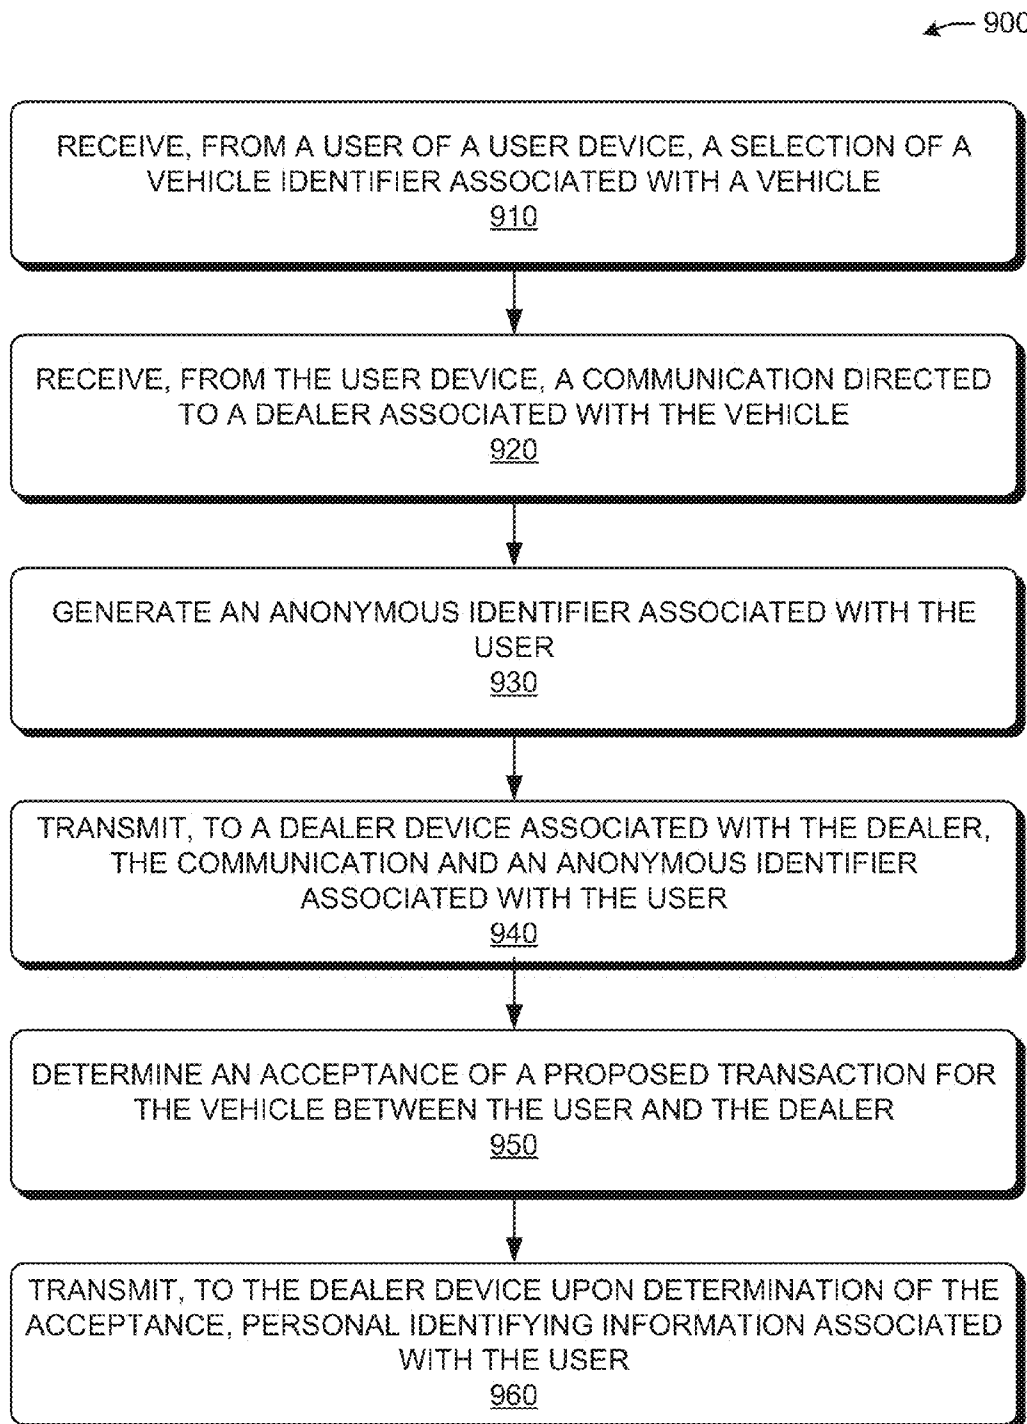 900
RECEIVE, FROM A USER OF A USER DEVICE, A SELECTION OF A
VEHICLE IDENTIFIER ASSOCIATED WITH A VEHICLE
910
RECEIVE, FROM THE USER DEVICE, A COMMUNICATION DIRECTED
TO A DEALER ASSOCIATED WITH THE VEHICLE
920
GENERATE AN ANONYMOUS IDENTIFIER ASSOCIATED WITH THE
USER
930
TRANSMIT, TO A DEALER DEVICE ASSOCIATED WITH THE DEALER,
THE COMMUNICATION AND AN ANONYMOUS IDENTIFIER
ASSOCIATED WITH THE USER
940
DETERMINE AN ACCEPTANCE OF A PROPOSED TRANSACTION FOR
THE VEHICLE BETWEEN THE USER AND THE DEALER
950
TRANSMIT, TO THE DEALER DEVICE UPON DETERMINATION OF THE
ACCEPTANCE, PERSONAL IDENTIFYING INFORMATION ASSOCIATED
WITH THE USER
960